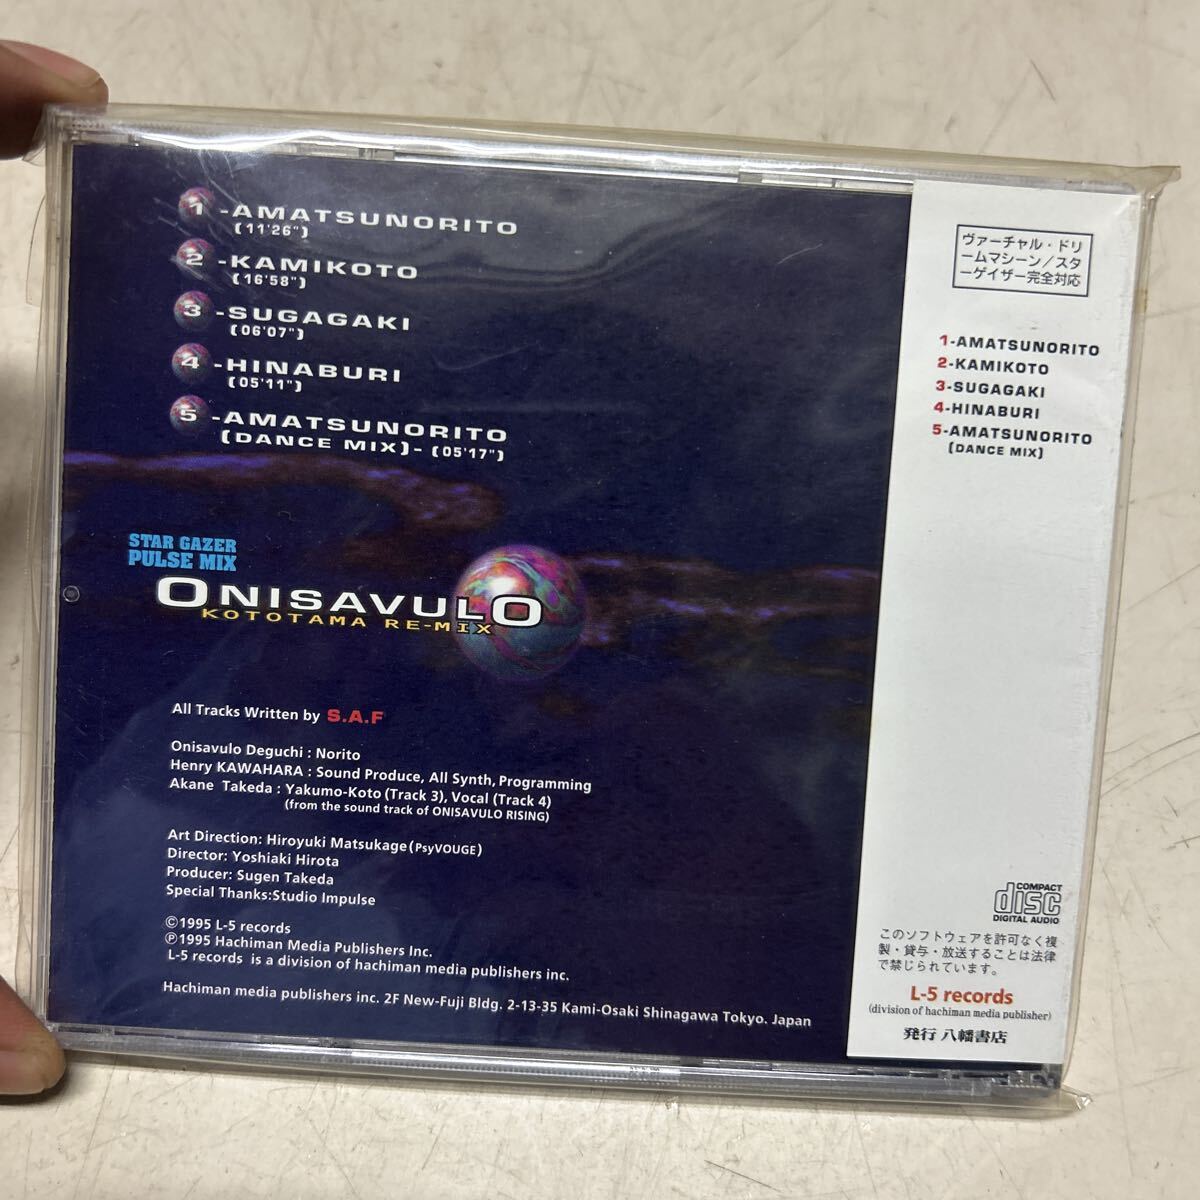 1-AMATSUNORITO
(11'26")
2-KAMIKOTO
(16'58")
3-SUGAGAKI
(06'07")
4-HINABURI
(05'11")
5-AMATSUNORITO
(DANCE MIX)- (05'17")
STAR GAZER
PULSE MIX
ONISAVULO
KOTOTAMA RE-MIX
All Tracks Written by S.A.F
Onisavulo Deguchi : Norito
Henry KAWAHARA : Sound Produce, All Synth, Programming
Akane Takeda : Yakumo-Koto (Track 3), Vocal (Track 4)
(from the sound track of ONISAVULO RISING)
Art Direction: Hiroyuki Matsukage(PsyVOUGE)
Director: Yoshiaki Hirota
Producer: Sugen Takeda
Special Thanks:Studio Impulse
©1995 L-5 records
℗1995 Hachiman Media Publishers Inc.
L-5 records is a division of hachiman media publishers inc.
Hachiman media publishers inc. 2F New-Fuji Bldg. 2-13-35 Kami-Osaki Shinagawa Tokyo. Japan
ヴァーチャル・ドリ
ームマシーン/スタ
ーゲイザー完全対応
1-AMATSUNORITO
2-KAMIKOTO
3-SUGAGAKI
4-HINABURI
5-AMATSUNORITO
(DANCE MIX)
COMPACT
disc
DIGITAL AUDIO
このソフトウェアを許可なく複
製・貸与・放送することは法律
で禁じられています。
L-5 records
(division of hachiman media publisher)
発行 八幡書店